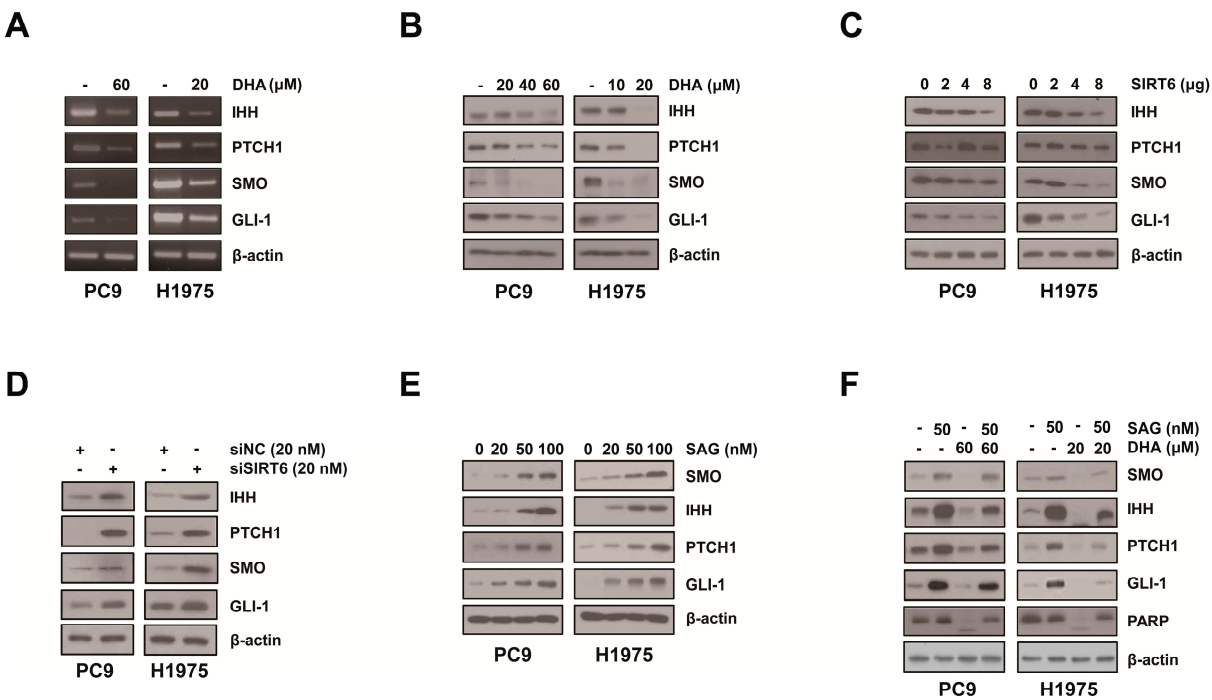 A
- 60 - 20 DHA (μM)
IHH
PTCH1
SMO
GLI-1
β-actin
PC9 H1975
B
- 20 40 60 - 10 20 DHA (μM)
IHH
PTCH1
SMO
GLI-1
β-actin
PC9 H1975
C
0 2 4 8 0 2 4 8 SIRT6 (μg)
IHH
PTCH1
SMO
GLI-1
β-actin
PC9 H1975
D
+ - + - siNC (20 nM)
- + - + siSIRT6 (20 nM)
IHH
PTCH1
SMO
GLI-1
β-actin
PC9 H1975
E
0 20 50 100 0 20 50 100 SAG (nM)
SMO
IHH
PTCH1
GLI-1
β-actin
PC9 H1975
F
- 50 - 50 - 50 - 50 SAG (nM)
- - 60 60 - - 20 20 DHA (μM)
SMO
IHH
PTCH1
GLI-1
PARP
β-actin
PC9 H1975